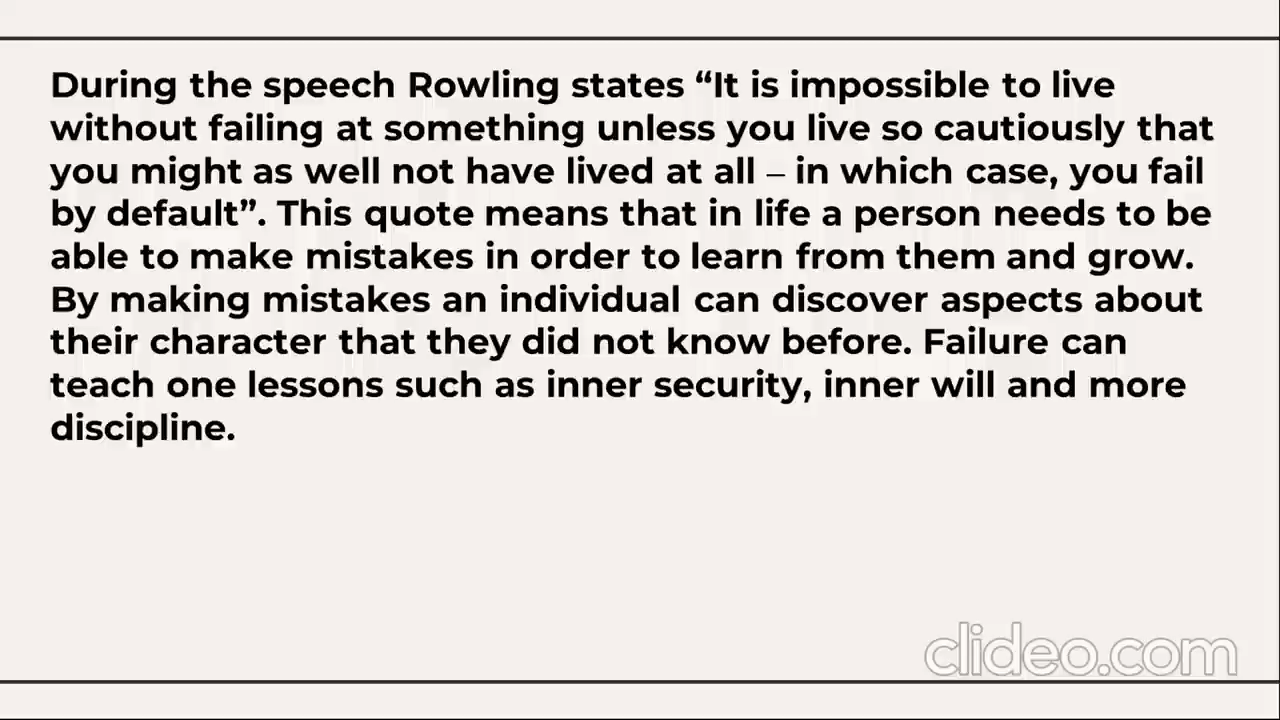 During the speech Rowling states “It is impossible to live
without failing at something unless you live so cautiously that
you might as well not have lived at all – in which case, you fail
by default”. This quote means that in life a person needs to be
able to make mistakes in order to learn from them and grow.
By making mistakes an individual can discover aspects about
their character that they did not know before. Failure can
teach one lessons such as inner security, inner will and more
discipline.
clideo.com